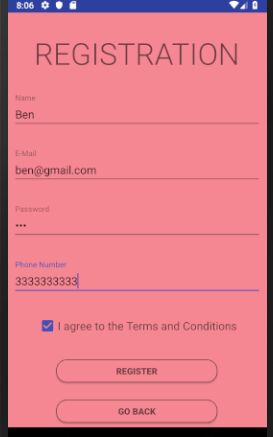 8:06
REGISTRATION
Name
Ben
E-Mail
ben@gmail.com
Password
•••
Phone Number
3333333333
I agree to the Terms and Conditions
REGISTER
GO BACK